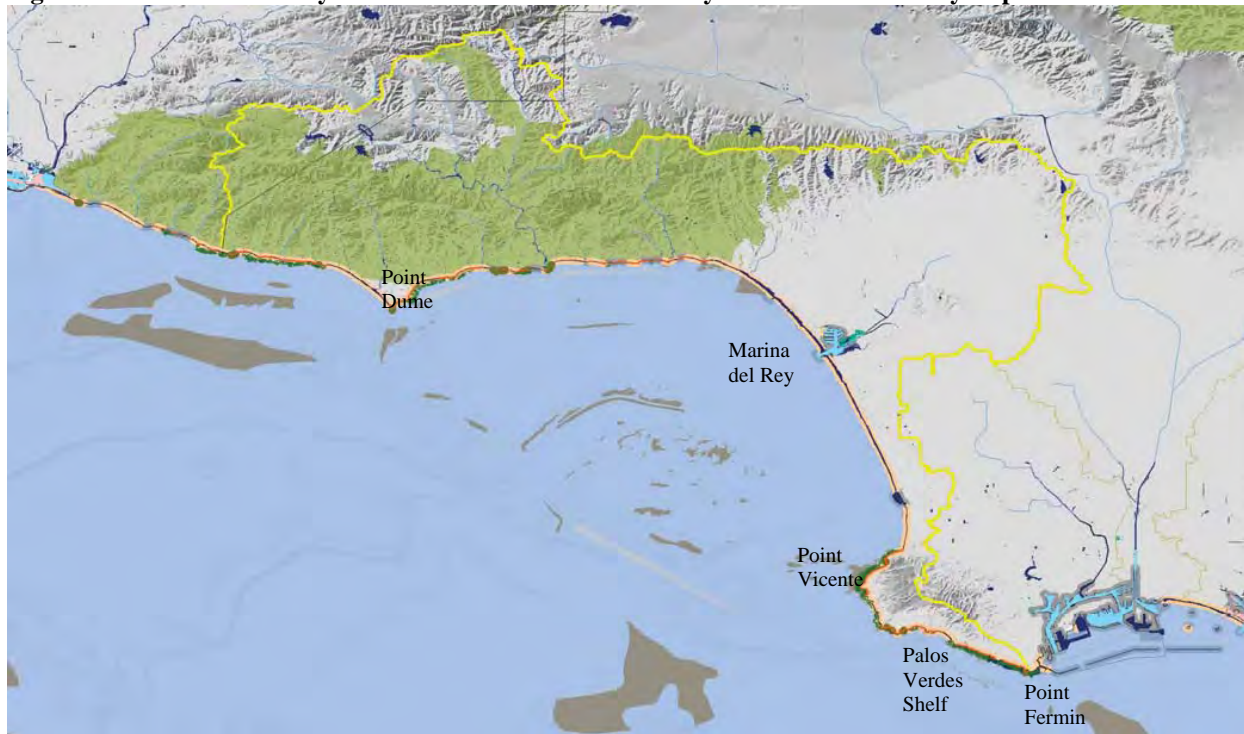 Point
Dume
Marina
del Rey
Point
Vicente
Palos
Verdes
Shelf
Point
Fermin